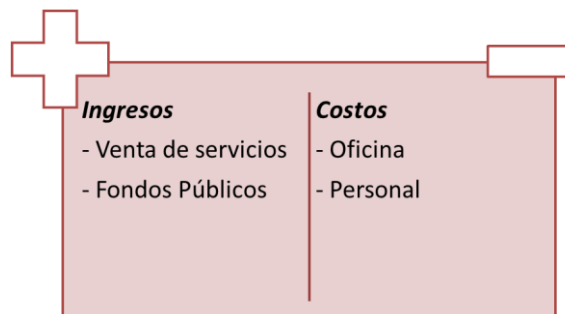 Ingresos
- Venta de servicios
- Fondos Públicos
Costos
- Oficina
- Personal